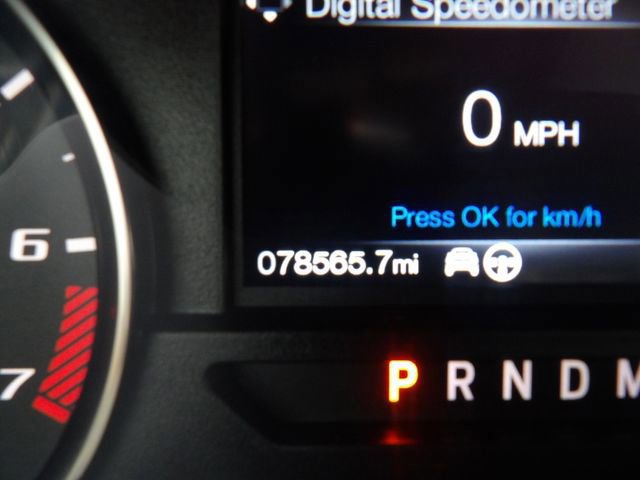 Digital Speedometer
0 MPH
Press OK for km/h
6
078565.7mi
7
P R N D M